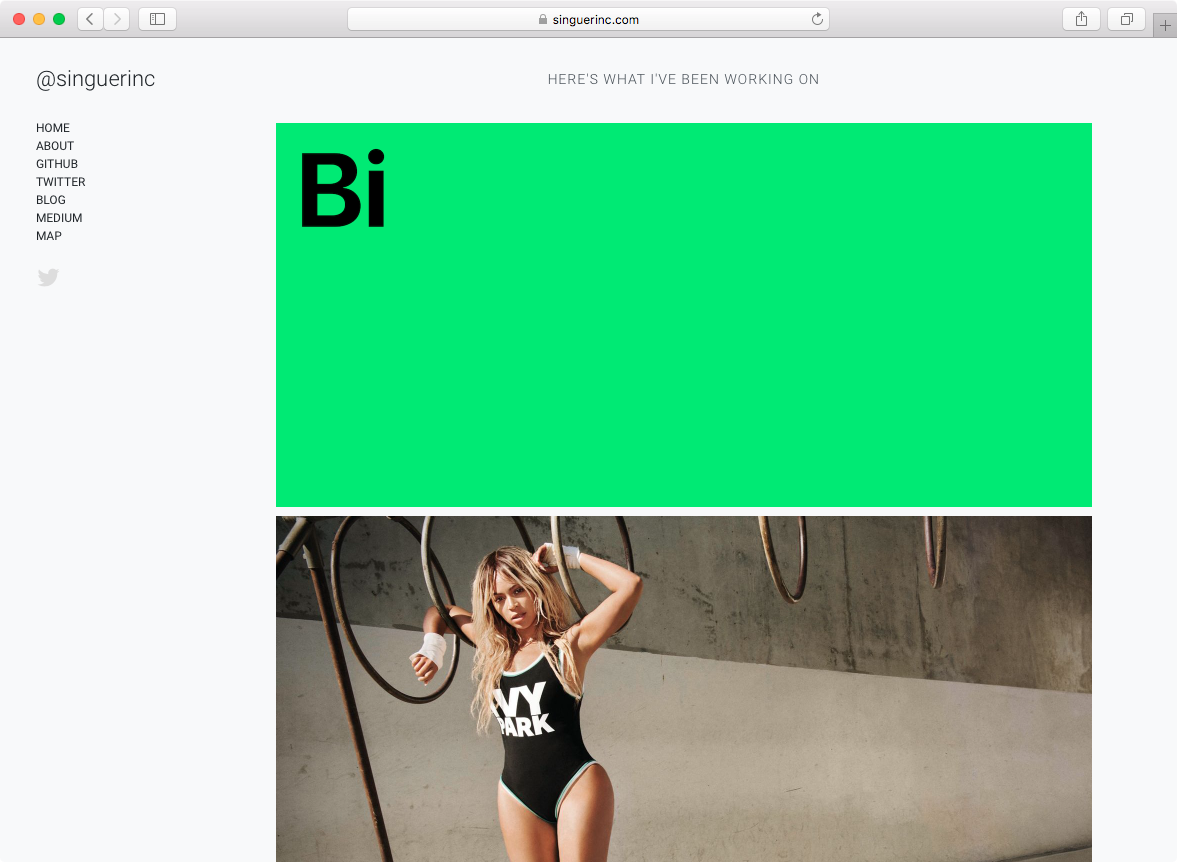 singuerinc.com
@singuerinc
HERE'S WHAT I'VE BEEN WORKING ON
HOME
ABOUT
GITHUB
TWITTER
BLOG
MEDIUM
MAP
Bi
IVY
PARK